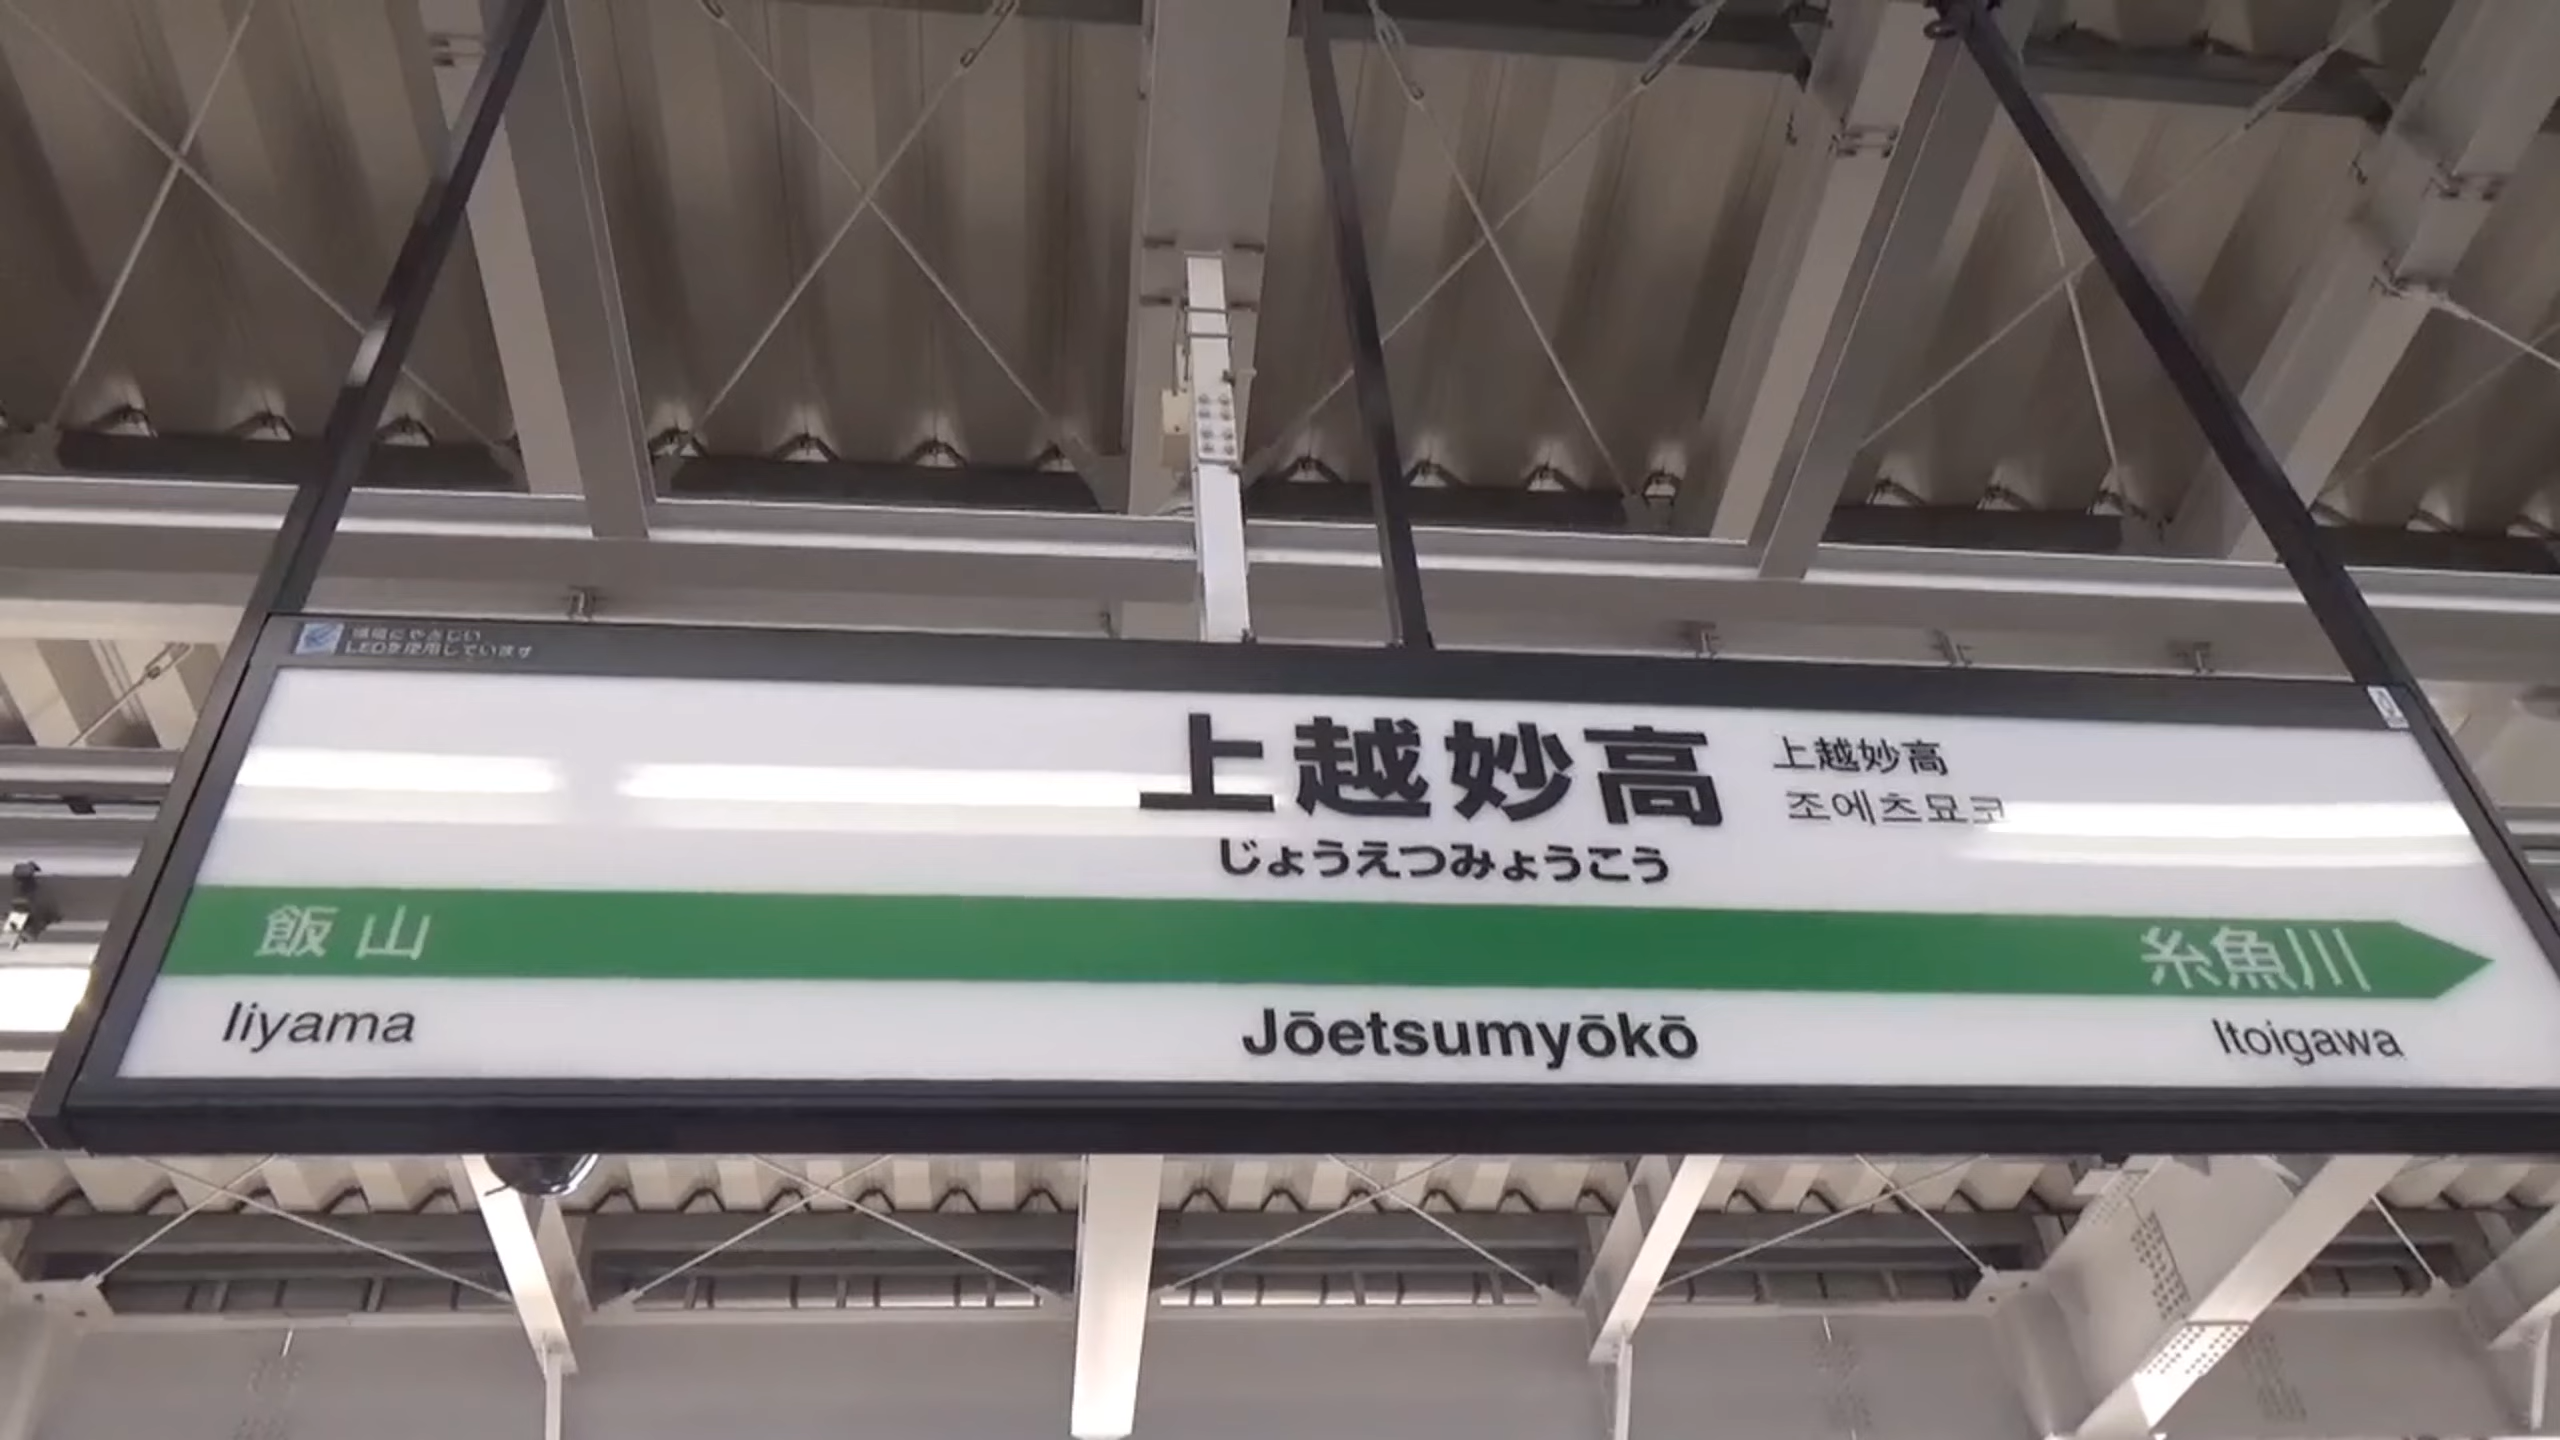 環境にやさしい
LEDを使用しています
上越妙高
上越妙高
조에츠묘코
じょうえつみょうこう
飯山
糸魚川
Iiyama
Jōetsumyōkō
Itoigawa